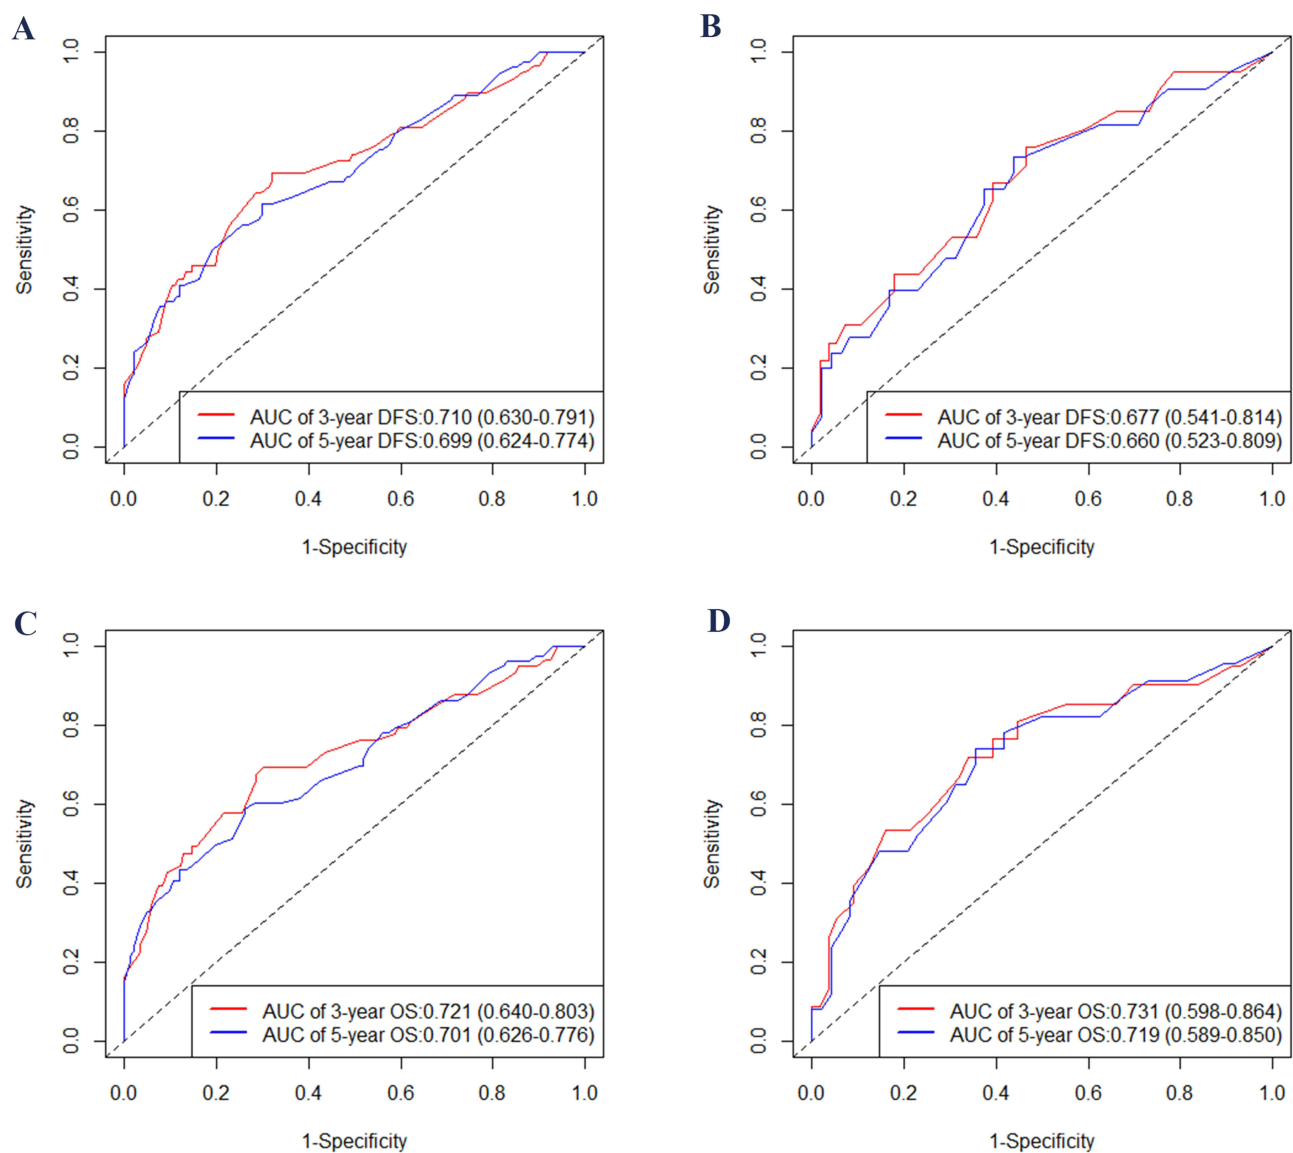 A
1.0
0.8
0.6
0.4
0.2
0.0
Sensitivity
AUC of 3-year DFS:0.710 (0.630-0.791)
AUC of 5-year DFS:0.699 (0.624-0.774)
0.0 0.2 0.4 0.6 0.8 1.0
1-Specificity
B
1.0
0.8
0.6
0.4
0.2
0.0
Sensitivity
AUC of 3-year DFS:0.677 (0.541-0.814)
AUC of 5-year DFS:0.660 (0.523-0.809)
0.0 0.2 0.4 0.6 0.8 1.0
1-Specificity
C
1.0
0.8
0.6
0.4
0.2
0.0
Sensitivity
AUC of 3-year OS:0.721 (0.640-0.803)
AUC of 5-year OS:0.701 (0.626-0.776)
0.0 0.2 0.4 0.6 0.8 1.0
1-Specificity
D
1.0
0.8
0.6
0.4
0.2
0.0
Sensitivity
AUC of 3-year OS:0.731 (0.598-0.864)
AUC of 5-year OS:0.719 (0.589-0.850)
0.0 0.2 0.4 0.6 0.8 1.0
1-Specificity